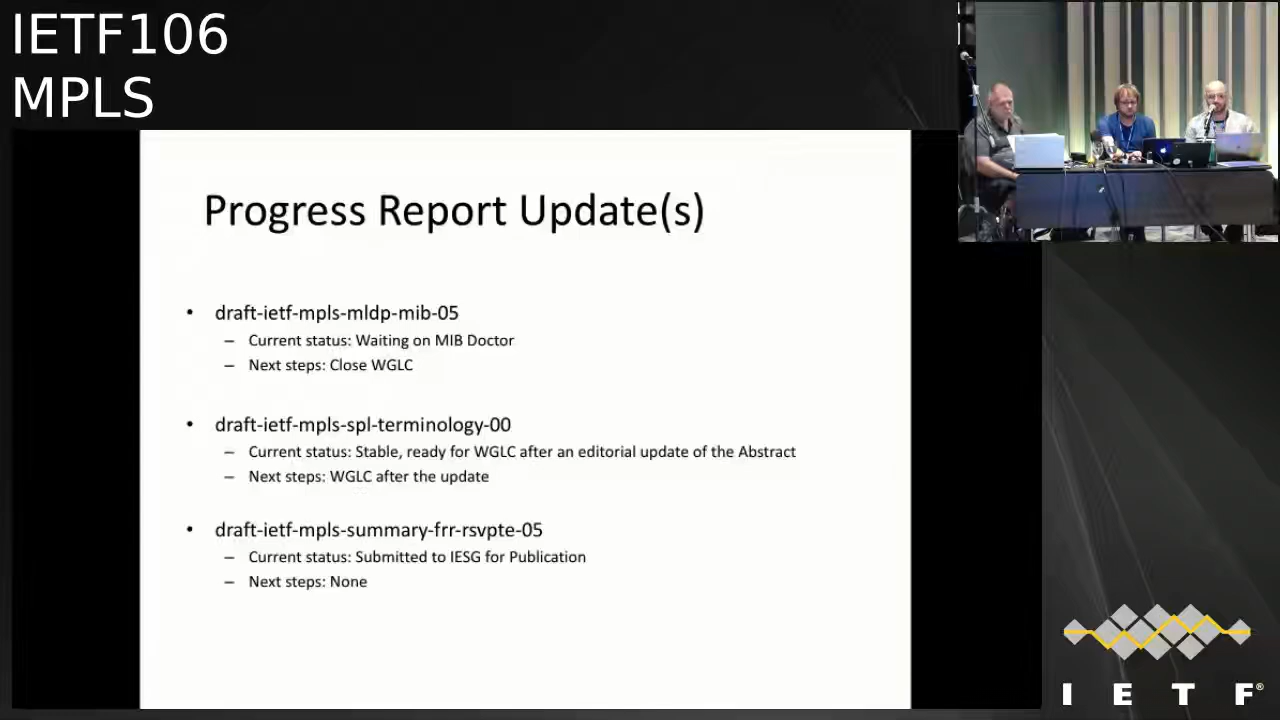 IETF106
MPLS
Progress Report Update(s)
• draft-ietf-mpls-mldp-mib-05
– Current status: Waiting on MIB Doctor
– Next steps: Close WGLC
• draft-ietf-mpls-spl-terminology-00
– Current status: Stable, ready for WGLC after an editorial update of the Abstract
– Next steps: WGLC after the update
• draft-ietf-mpls-summary-frr-rsvpte-05
– Current status: Submitted to IESG for Publication
– Next steps: None
I E T F®